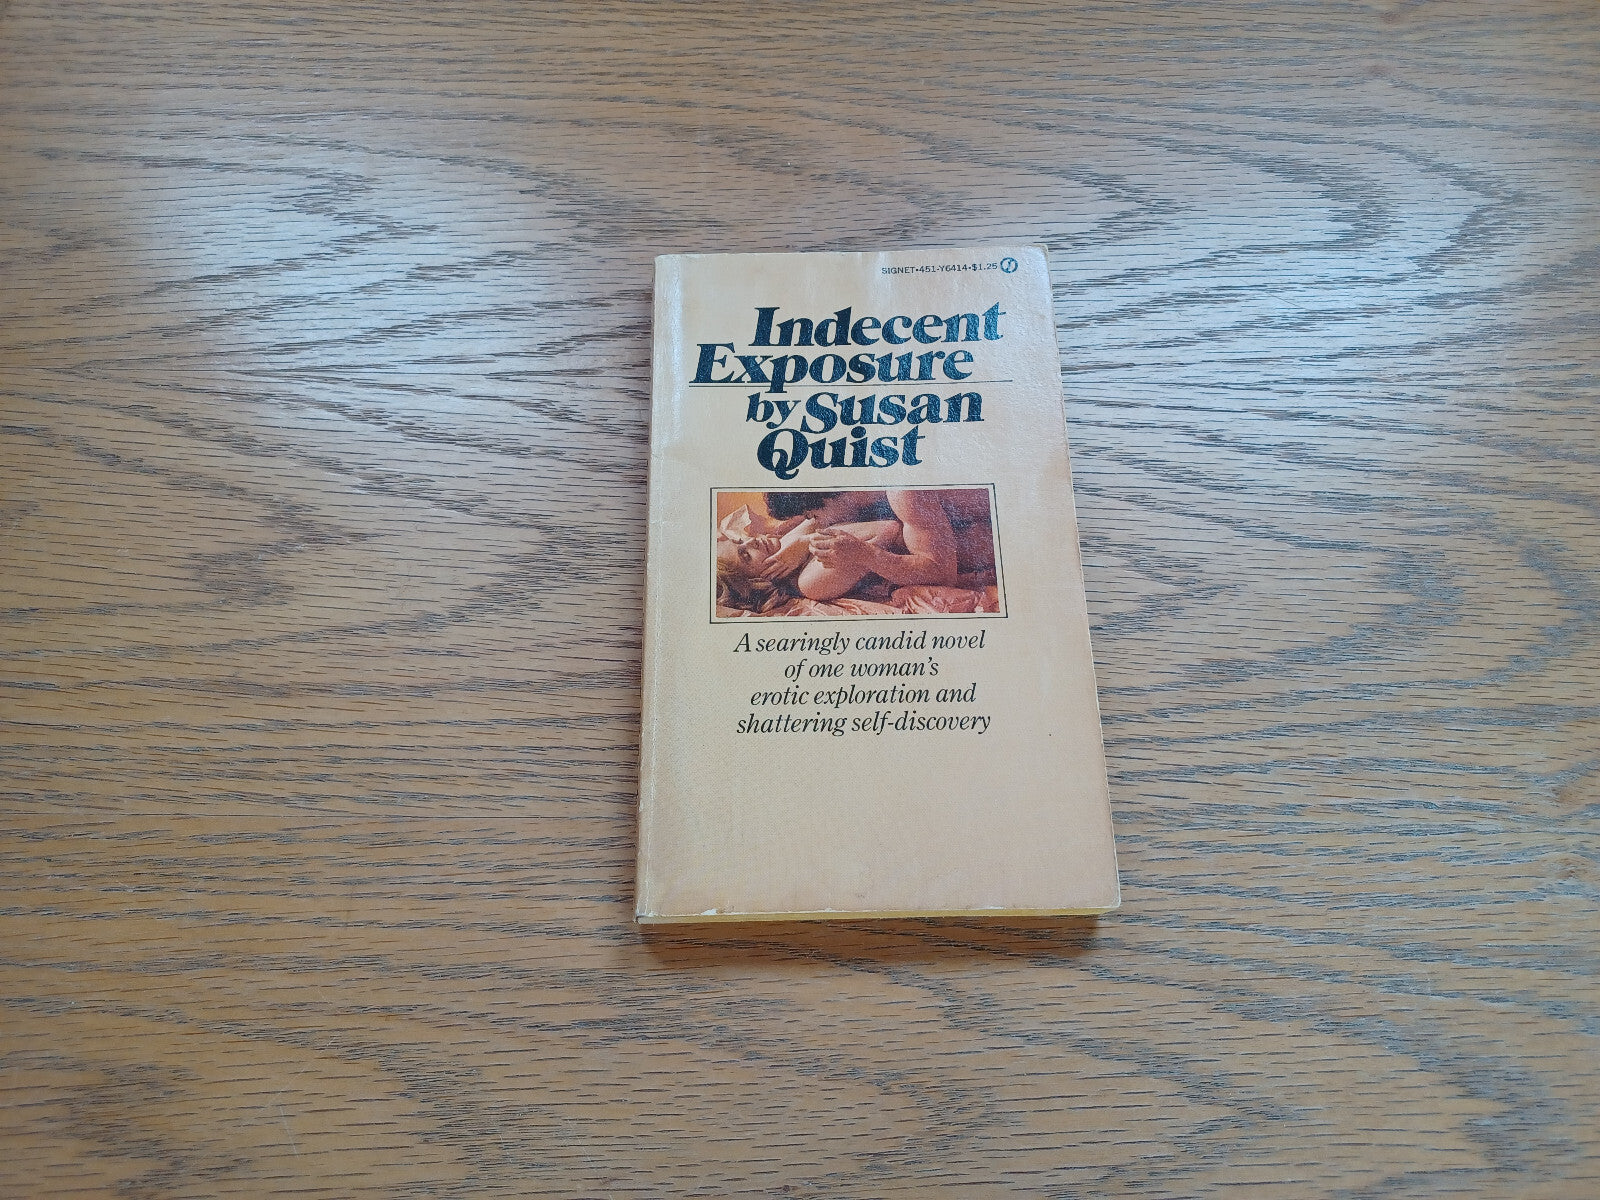 SIGNET•451-Y6414•$1.25
Indecent
Exposure
by Susan
Quist
A searingly candid novel
of one woman's
erotic exploration and
shattering self-discovery